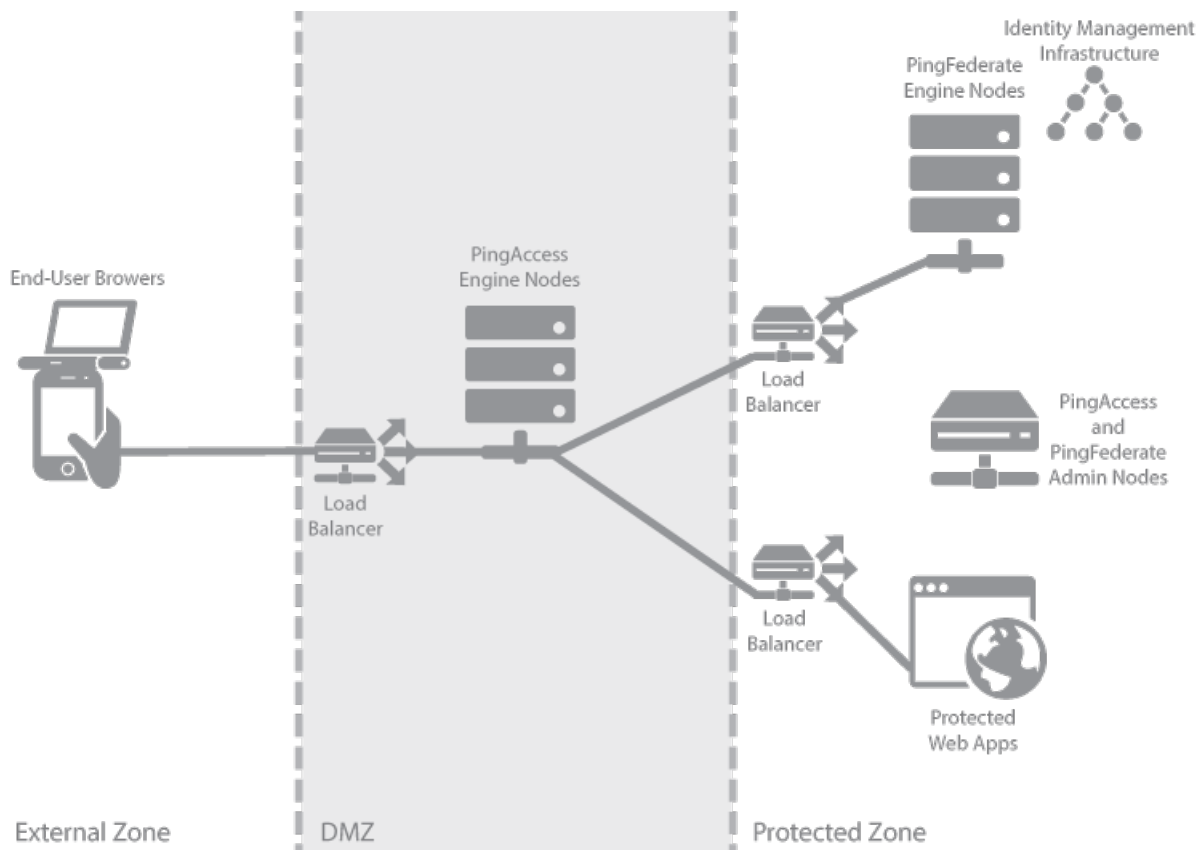 Identity Management
Infrastructure
PingFederate
Engine Nodes
PingAccess
Engine Nodes
End-User Browers
Load
Balancer
PingAccess
and
PingFederate
Admin Nodes
Load
Balancer
Load
Balancer
Protected
Web Apps
External Zone
DMZ
Protected Zone